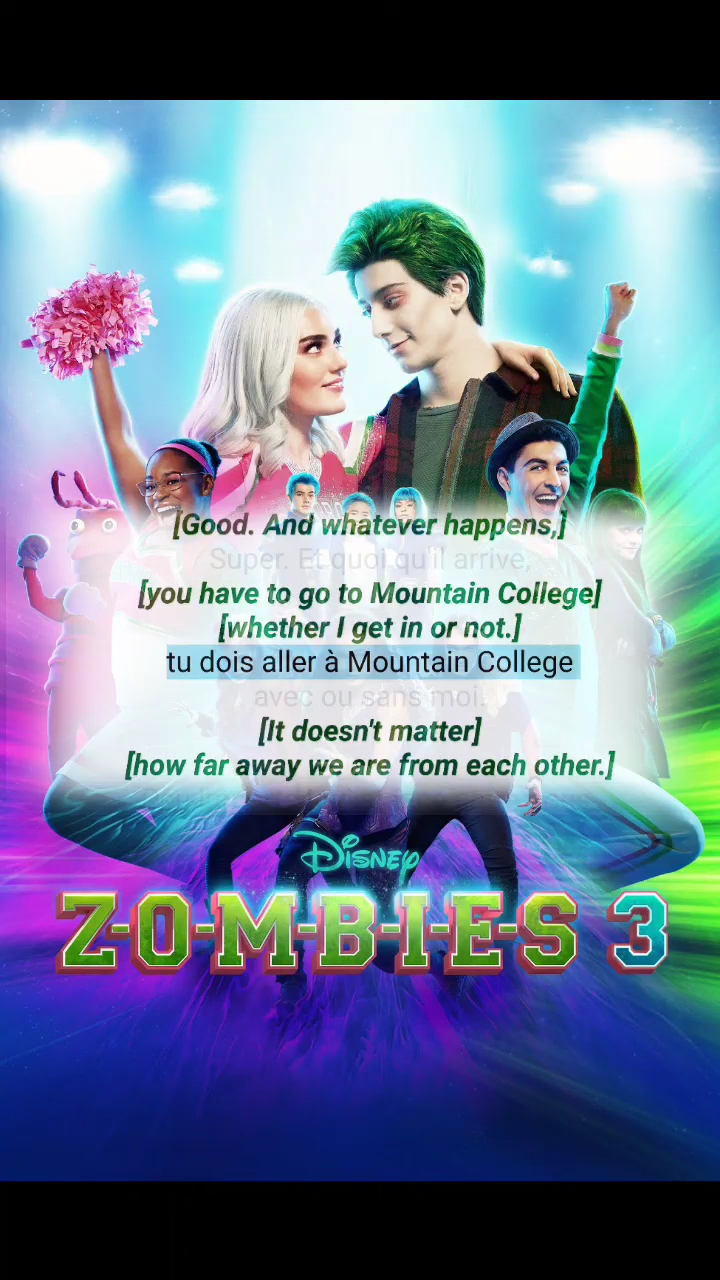 [Good. And whatever happens,]
Super. Et quoi qu'il arrive,
[you have to go to Mountain College]
[whether I get in or not.]
tu dois aller à Mountain College
avec ou sans moi.
[It doesn't matter]
[how far away we are from each other.]
Disney
Z-O-M-B-I-E-S 3